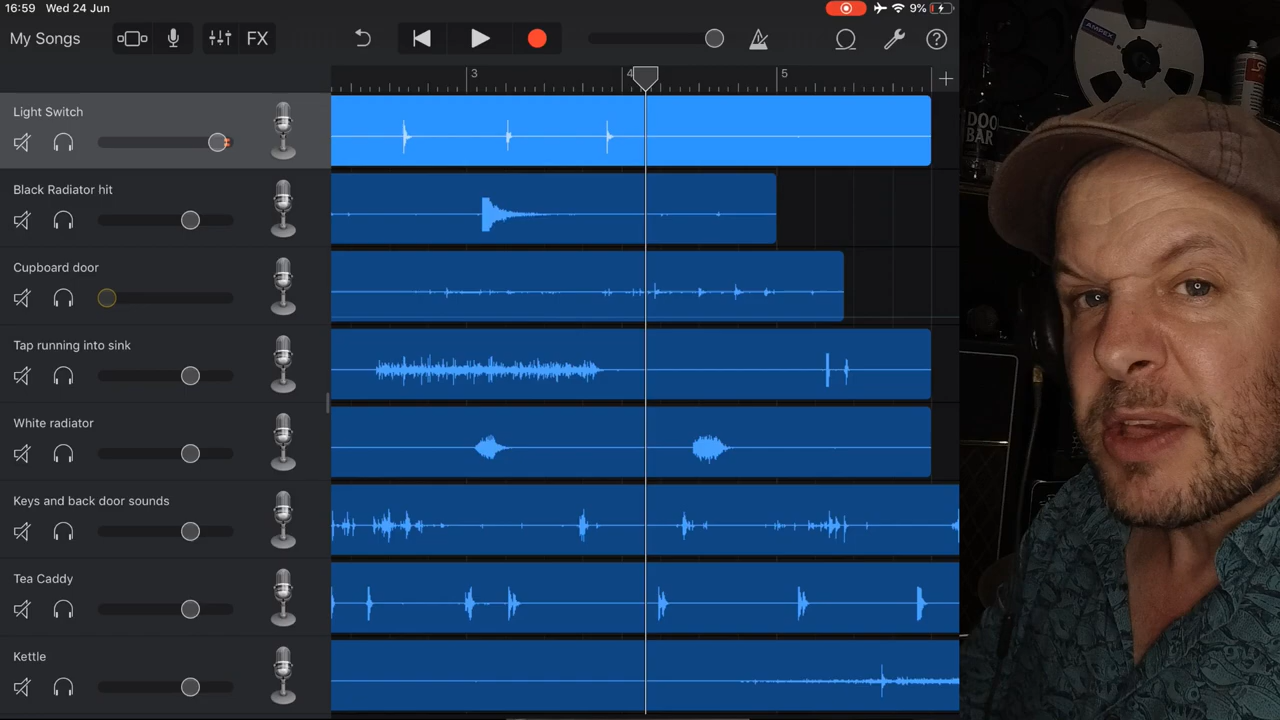 16:59 Wed 24 Jun
9%
My Songs
FX
3
4
5
Light Switch
Black Radiator hit
Cupboard door
Tap running into sink
White radiator
Keys and back door sounds
Tea Caddy
Kettle
AMPEX
DOO
BAR